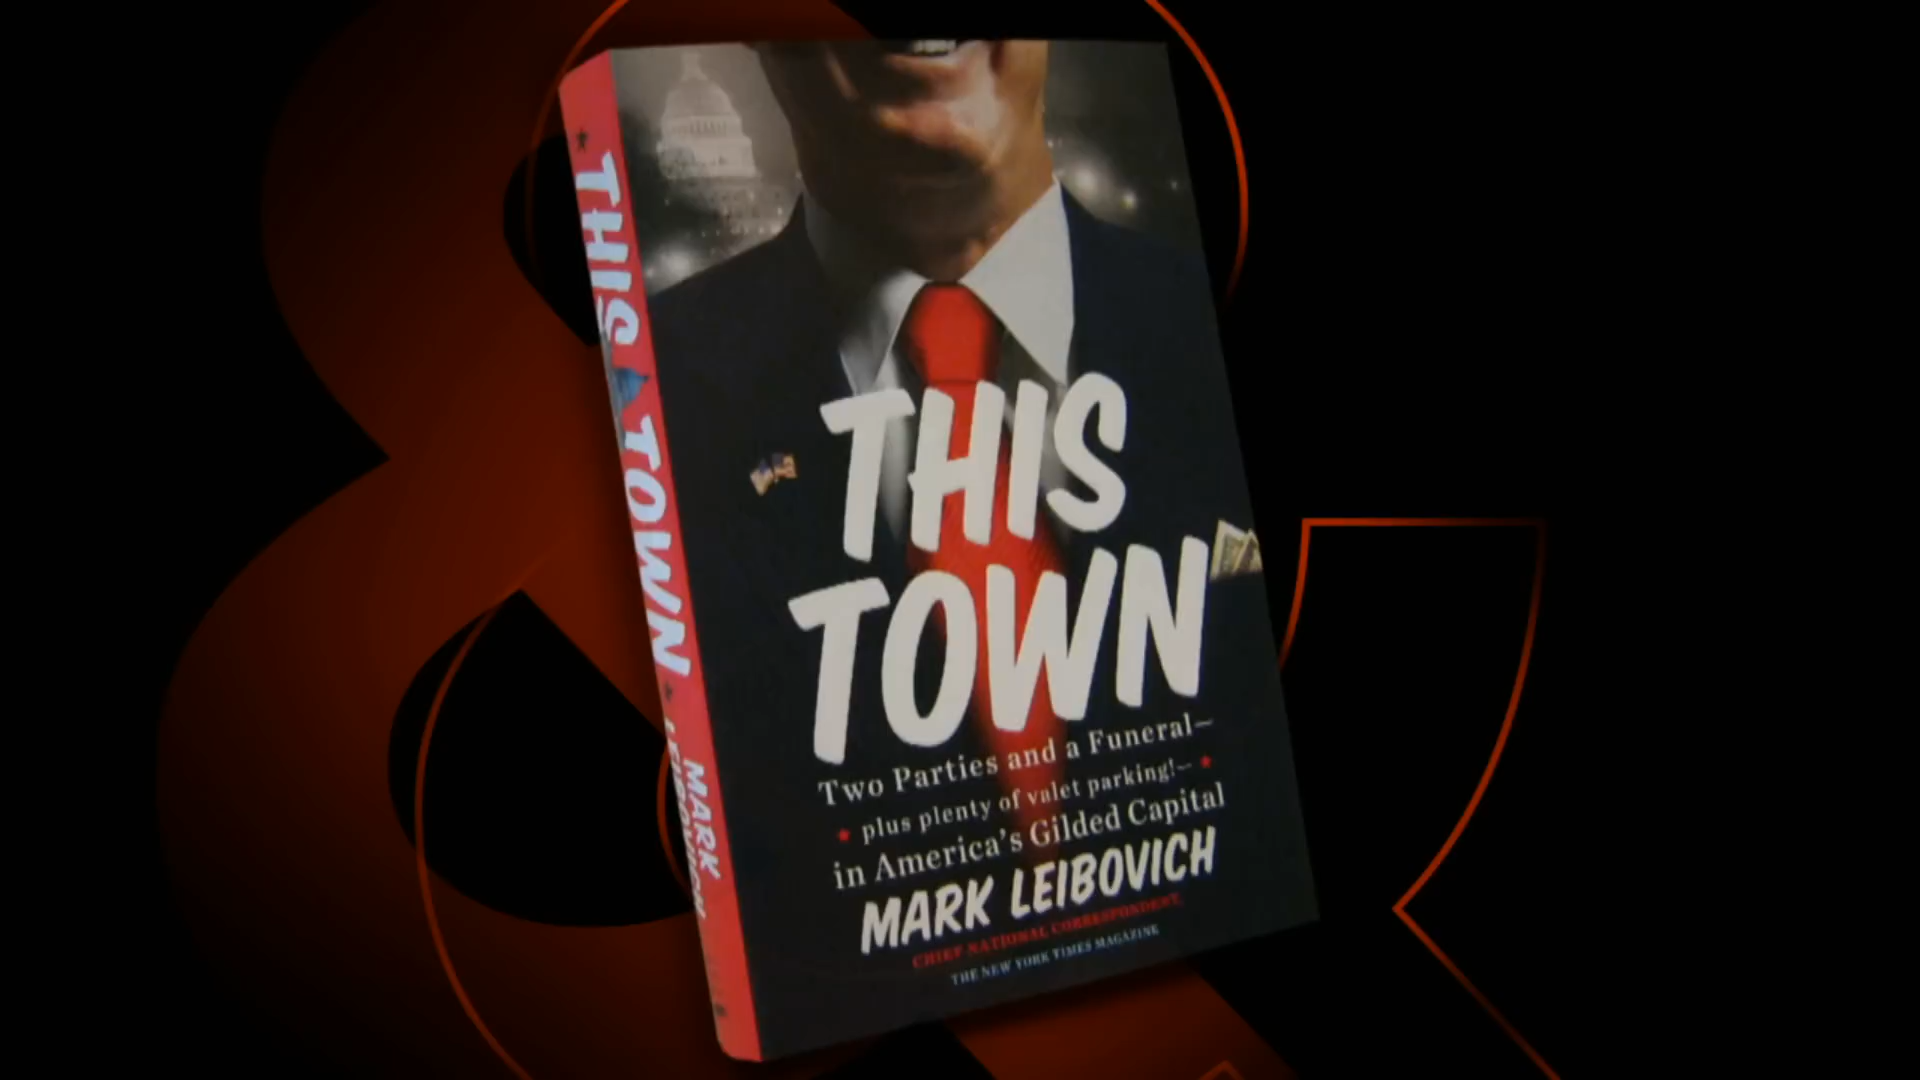 THIS TOWN MARK LEIBOVICH
THIS
TOWN
Two Parties and a Funeral—
plus plenty of valet parking!—
in America's Gilded Capital
MARK LEIBOVICH
CHIEF NATIONAL CORRESPONDENT,
THE NEW YORK TIMES MAGAZINE